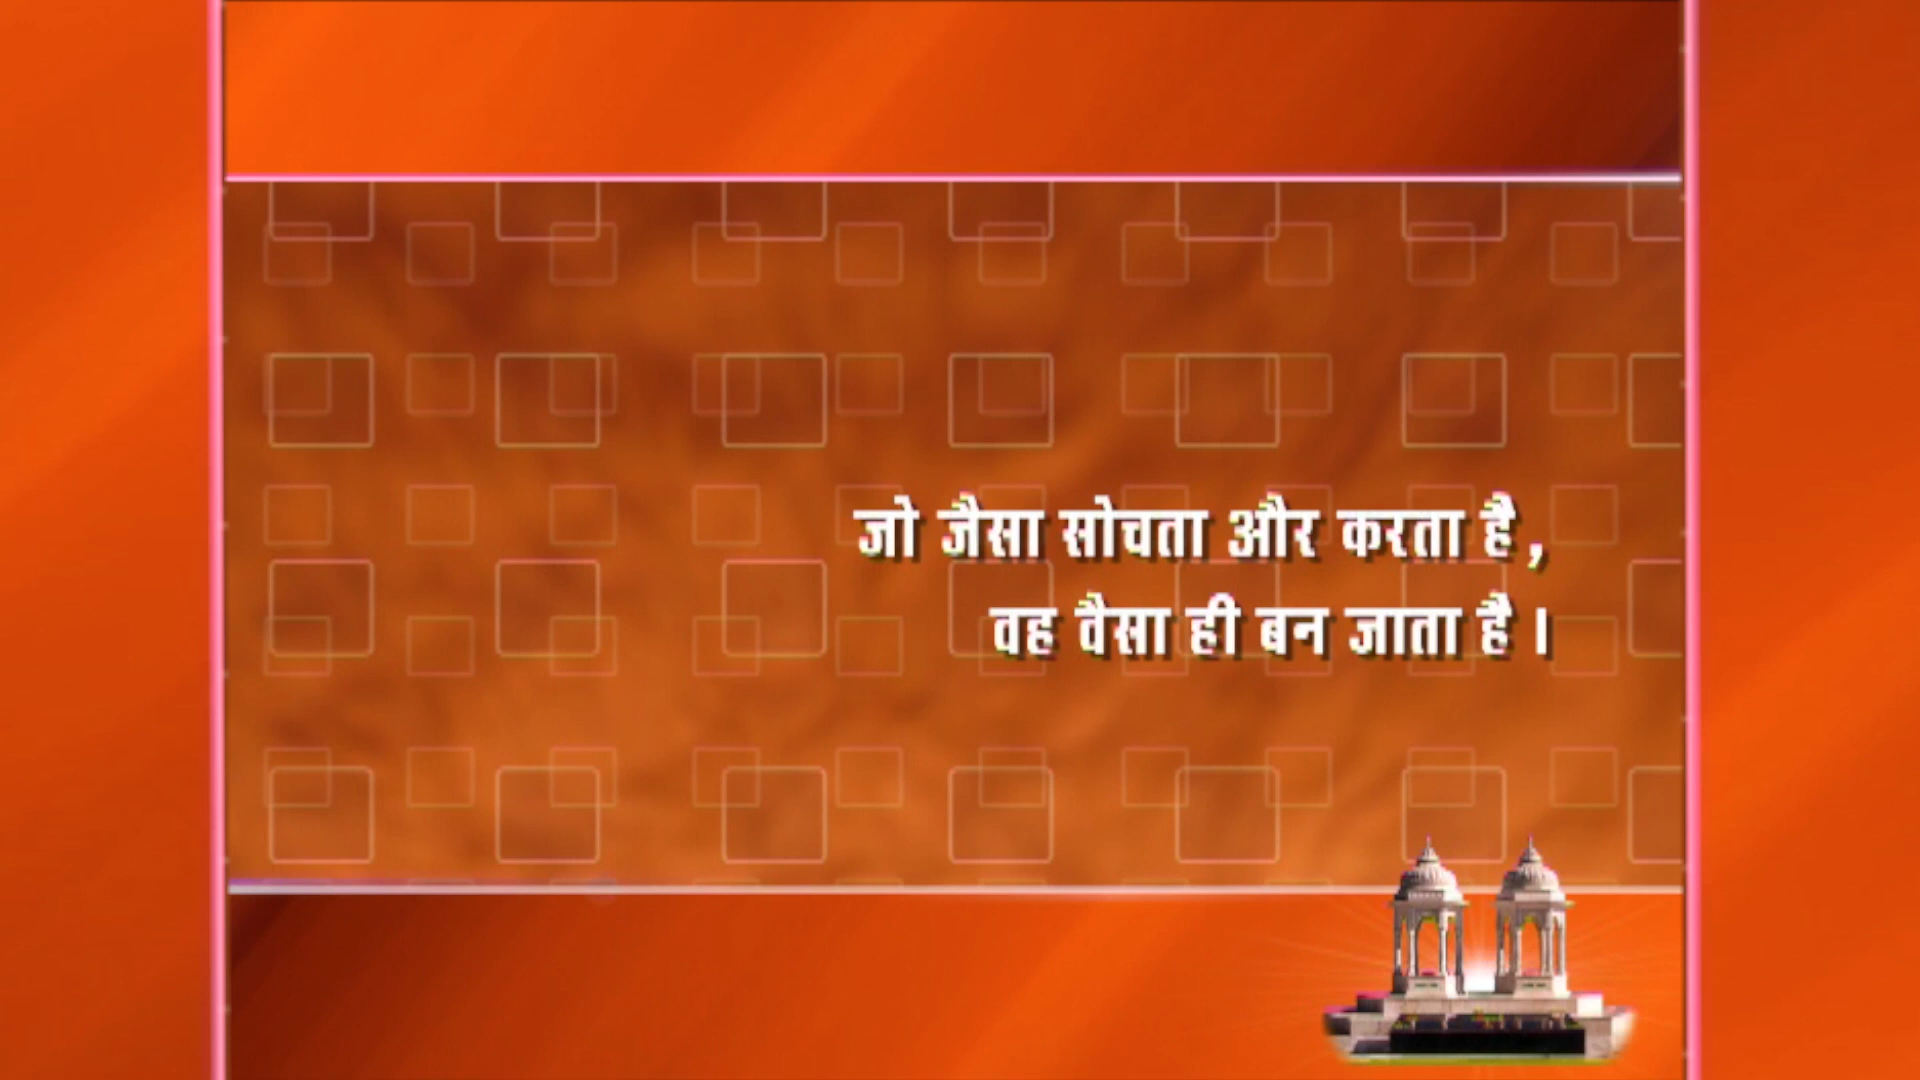 जो जैसा सोचता और करता है ,
वह वैसा ही बन जाता है ।